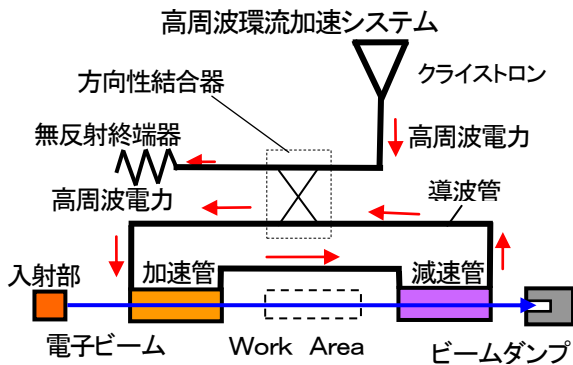 高周波環流加速システム
クライストロン
方向性結合器
無反射終端器
高周波電力
高周波電力
導波管
入射部
加速管
減速管
電子ビーム
Work Area
ビームダンプ